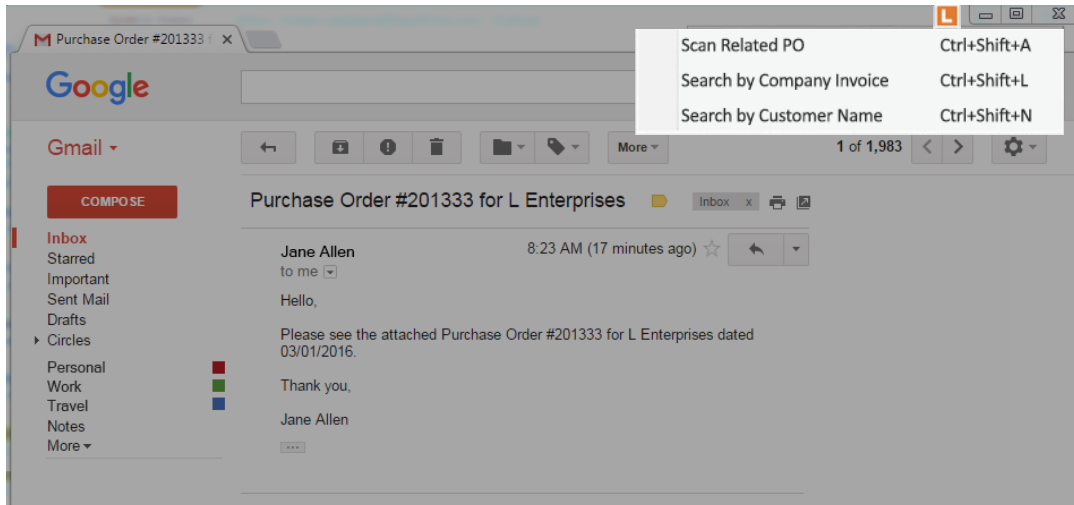 L
Purchase Order #201333 f
Scan Related PO Ctrl+Shift+A
Search by Company Invoice Ctrl+Shift+L
Search by Customer Name Ctrl+Shift+N
Google
Gmail
More
1 of 1,983
COMPOSE
Purchase Order #201333 for L Enterprises
Inbox x
Inbox
Starred
Important
Sent Mail
Drafts
Circles
Personal
Work
Travel
Notes
More
Jane Allen
8:23 AM (17 minutes ago)
to me
Hello,
Please see the attached Purchase Order #201333 for L Enterprises dated
03/01/2016.
Thank you,
Jane Allen